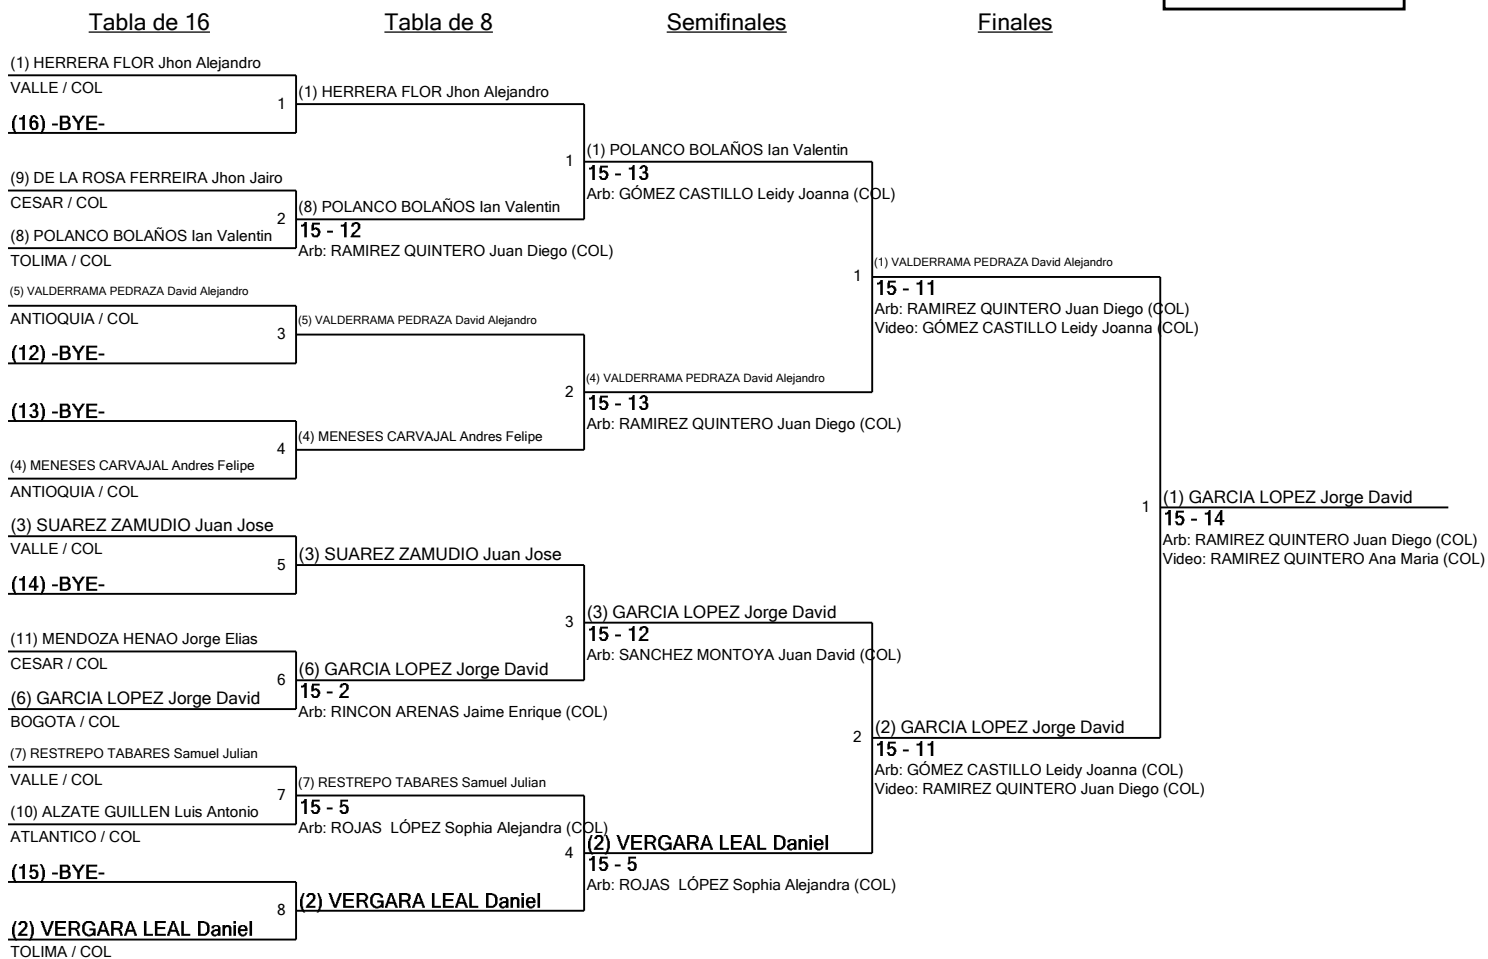 Tabla de 16
Tabla de 8
Semifinales
Finales
(1) HERRERA FLOR Jhon Alejandro
VALLE / COL
1
(16) -BYE-
(9) DE LA ROSA FERREIRA Jhon Jairo
CESAR / COL
2
(8) POLANCO BOLAÑOS Ian Valentin
TOLIMA / COL
(5) VALDERRAMA PEDRAZA David Alejandro
ANTIOQUIA / COL
3
(12) -BYE-
(13) -BYE-
4
(4) MENESES CARVAJAL Andres Felipe
ANTIOQUIA / COL
(3) SUAREZ ZAMUDIO Juan Jose
VALLE / COL
5
(14) -BYE-
(11) MENDOZA HENAO Jorge Elias
CESAR / COL
6
(6) GARCIA LOPEZ Jorge David
BOGOTA / COL
(7) RESTREPO TABARES Samuel Julian
VALLE / COL
7
(10) ALZATE GUILLEN Luis Antonio
ATLANTICO / COL
(15) -BYE-
8
(2) VERGARA LEAL Daniel
TOLIMA / COL
(1) HERRERA FLOR Jhon Alejandro
1
(8) POLANCO BOLAÑOS Ian Valentin
15 - 12
Arb: RAMIREZ QUINTERO Juan Diego (COL)
(5) VALDERRAMA PEDRAZA David Alejandro
2
(4) MENESES CARVAJAL Andres Felipe
(3) SUAREZ ZAMUDIO Juan Jose
3
(6) GARCIA LOPEZ Jorge David
15 - 2
Arb: RINCON ARENAS Jaime Enrique (COL)
(7) RESTREPO TABARES Samuel Julian
15 - 5
Arb: ROJAS  LÓPEZ Sophia Alejandra (COL)
4
(2) VERGARA LEAL Daniel
(1) POLANCO BOLAÑOS Ian Valentin
15 - 13
Arb: GÓMEZ CASTILLO Leidy Joanna (COL)
1
(4) VALDERRAMA PEDRAZA David Alejandro
15 - 13
Arb: RAMIREZ QUINTERO Juan Diego (COL)
(3) GARCIA LOPEZ Jorge David
15 - 12
Arb: SANCHEZ MONTOYA Juan David (COL)
2
(2) VERGARA LEAL Daniel
15 - 5
Arb: ROJAS  LÓPEZ Sophia Alejandra (COL)
(1) VALDERRAMA PEDRAZA David Alejandro
15 - 11
Arb: RAMIREZ QUINTERO Juan Diego (COL)
Video: GÓMEZ CASTILLO Leidy Joanna (COL)
1
(2) GARCIA LOPEZ Jorge David
15 - 11
Arb: GÓMEZ CASTILLO Leidy Joanna (COL)
Video: RAMIREZ QUINTERO Juan Diego (COL)
(1) GARCIA LOPEZ Jorge David
15 - 14
Arb: RAMIREZ QUINTERO Juan Diego (COL)
Video: RAMIREZ QUINTERO Ana Maria (COL)